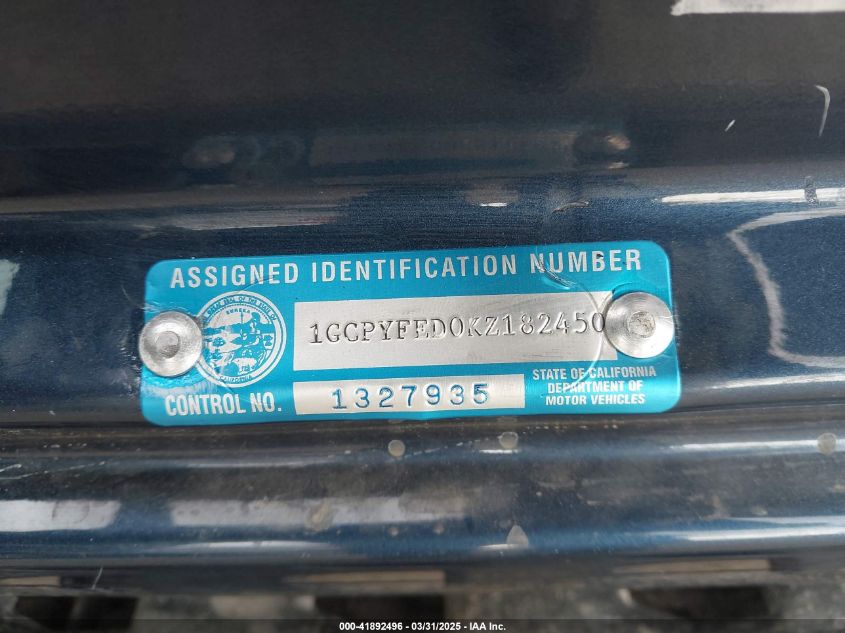 ASSIGNED IDENTIFICATION NUMBER
EUREKA
1GCPYFED0KZ182450
CONTROL NO. 1327935
STATE OF CALIFORNIA
DEPARTMENT OF
MOTOR VEHICLES
000-41892496 - 03/31/2025 - IAA Inc.